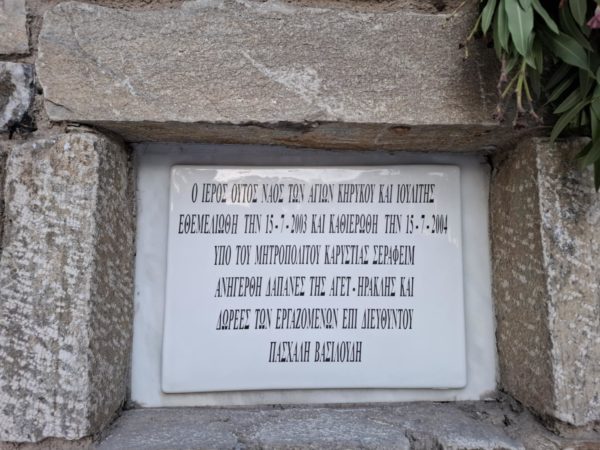 Ο ΙΕΡΟΣ ΟΥΤΟΣ ΝΑΟΣ ΤΩΝ ΑΓΙΩΝ ΚΗΡΥΚΟΥ ΚΑΙ ΙΟΥΛΙΤΗΣ
ΕΘΕΜΕΛΙΩΘΗ ΤΗΝ 15-7-2003 ΚΑΙ ΚΑΘΙΕΡΩΘΗ ΤΗΝ 15-7-2004
ΥΠΟ ΤΟΥ ΜΗΤΡΟΠΟΛΙΤΟΥ ΚΑΡΥΣΤΙΑΣ ΣΕΡΑΦΕΙΜ
ΑΝΗΓΕΡΘΗ ΔΑΠΑΝΕΣ ΤΗΣ ΑΓΕΤ-ΗΡΑΚΛΗΣ ΚΑΙ
ΔΩΡΕΕΣ ΤΩΝ ΕΡΓΑΖΟΜΕΝΩΝ ΕΠΙ ΔΙΕΥΘΥΝΤΟΥ
ΠΑΣΧΑΛΗ ΒΑΣΙΛΟΥΔΗ